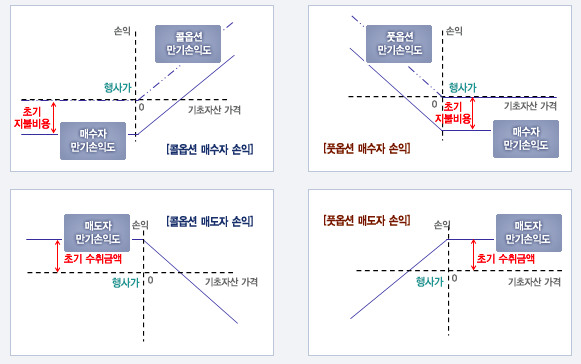 손익
콜옵션
만기손익도
행사가
0
기초자산 가격
초기
지불비용
매수자
만기손익도
[콜옵션 매수자 손익]
풋옵션
만기손익도
손익
행사가
0
초기
지불비용
기초자산 가격
매수자
만기손익도
[풋옵션 매수자 손익]
매도자
만기손익도
손익
[콜옵션 매도자 손익]
초기 수취금액
행사가
0
기초자산 가격
[풋옵션 매도자 손익]
손익
매도자
만기손익도
초기 수취금액
행사가
0
기초자산 가격